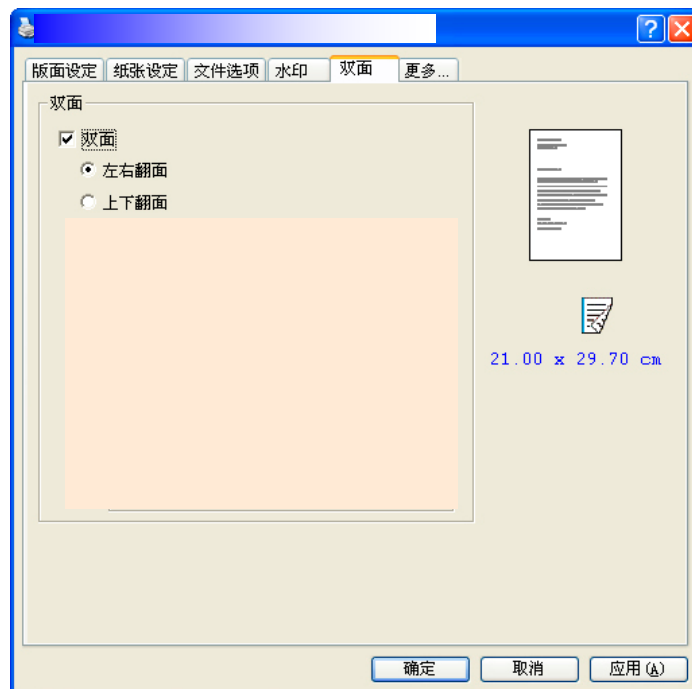 版面设定 纸张设定 文件选项 水印 双面 更多...
双面
双面
左右翻面
上下翻面
21.00 x 29.70 cm
确定 取消 应用(A)